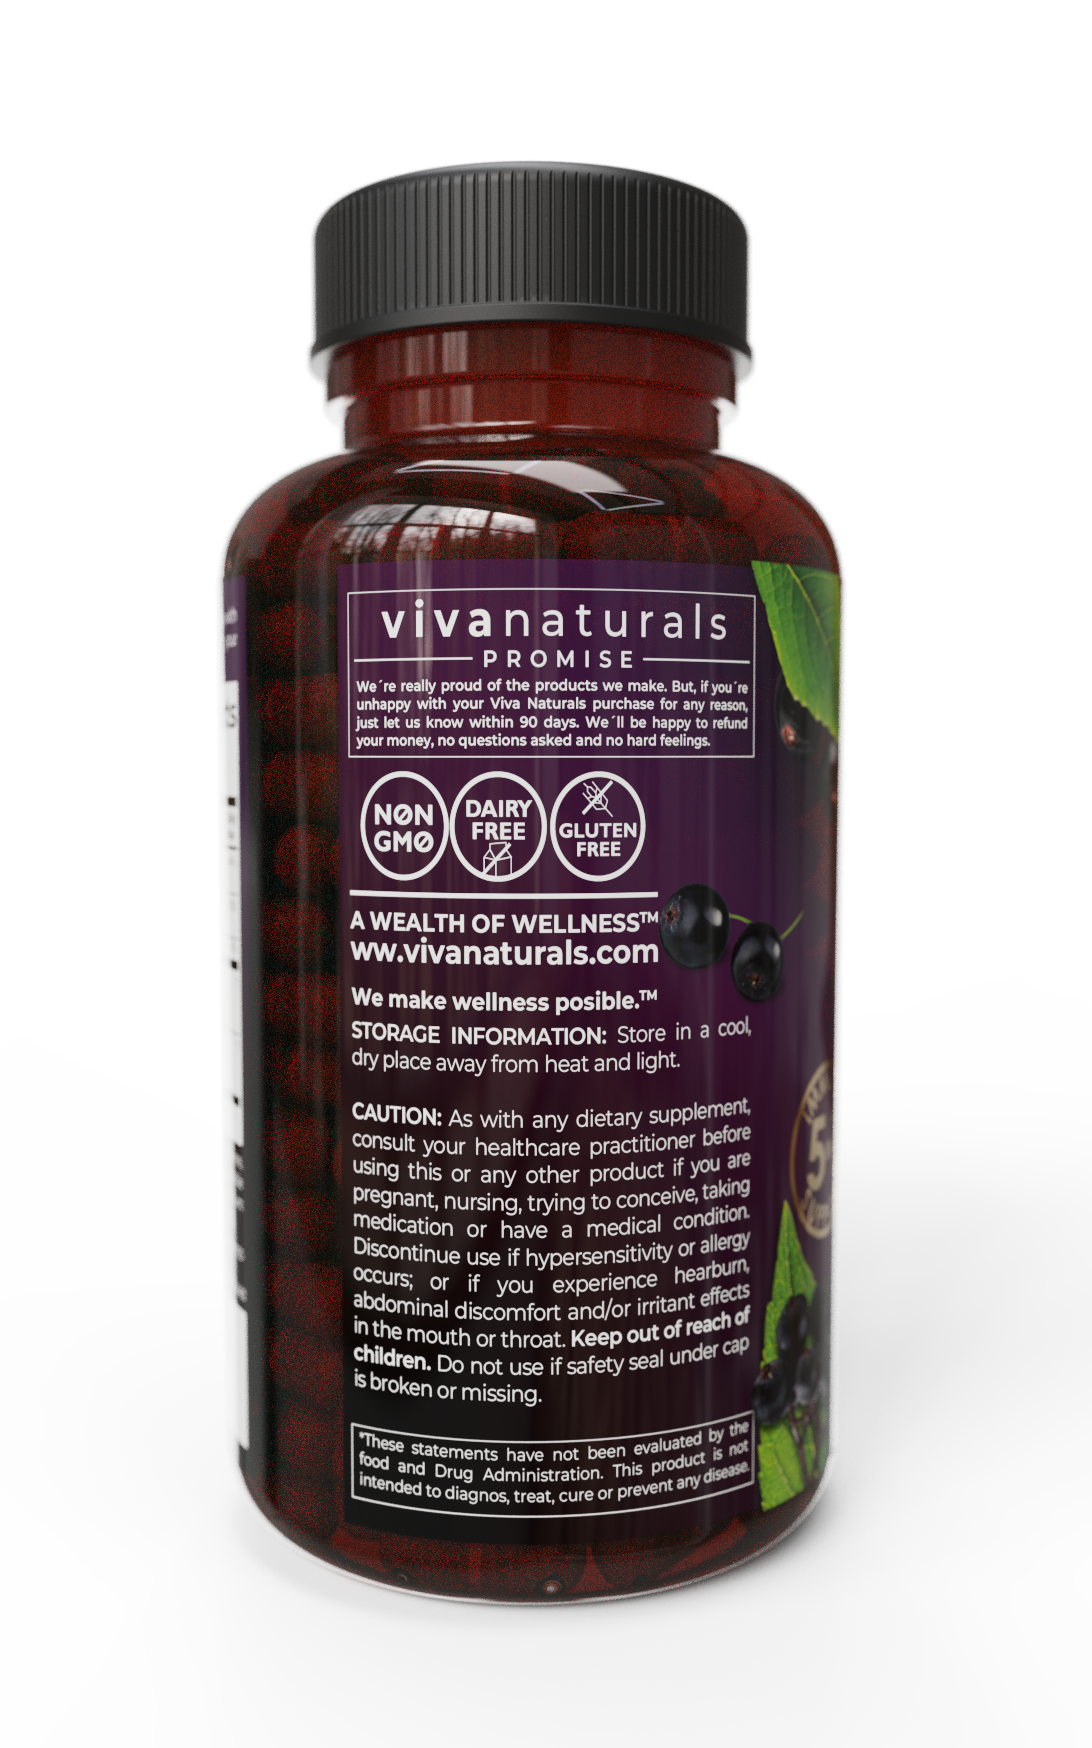 vivanaturals
PROMISE
We´re really proud of the products we make. But, if you´re
unhappy with your Viva Naturals purchase for any reason,
just let us know within 90 days. We´ll be happy to refund
your money, no questions asked and no hard feelings.
NØN
GMØ
DAIRY
FREE
GLUTEN
FREE
A WEALTH OF WELLNESS™
ww.vivanaturals.com
We make wellness posible.™
STORAGE INFORMATION: Store in a cool,
dry place away from heat and light.
CAUTION: As with any dietary supplement,
consult your healthcare practitioner before
using this or any other product if you are
pregnant, nursing, trying to conceive, taking
medication or have a medical condition.
Discontinue use if hypersensitivity or allergy
occurs; or if you experience hearburn,
abdominal discomfort and/or irritant effects
in the mouth or throat. Keep out of reach of
children. Do not use if safety seal under cap
is broken or missing.
*These statements have not been evaluated by the
food and Drug Administration. This product is not
intended to diagnos, treat, cure or prevent any disease.
5